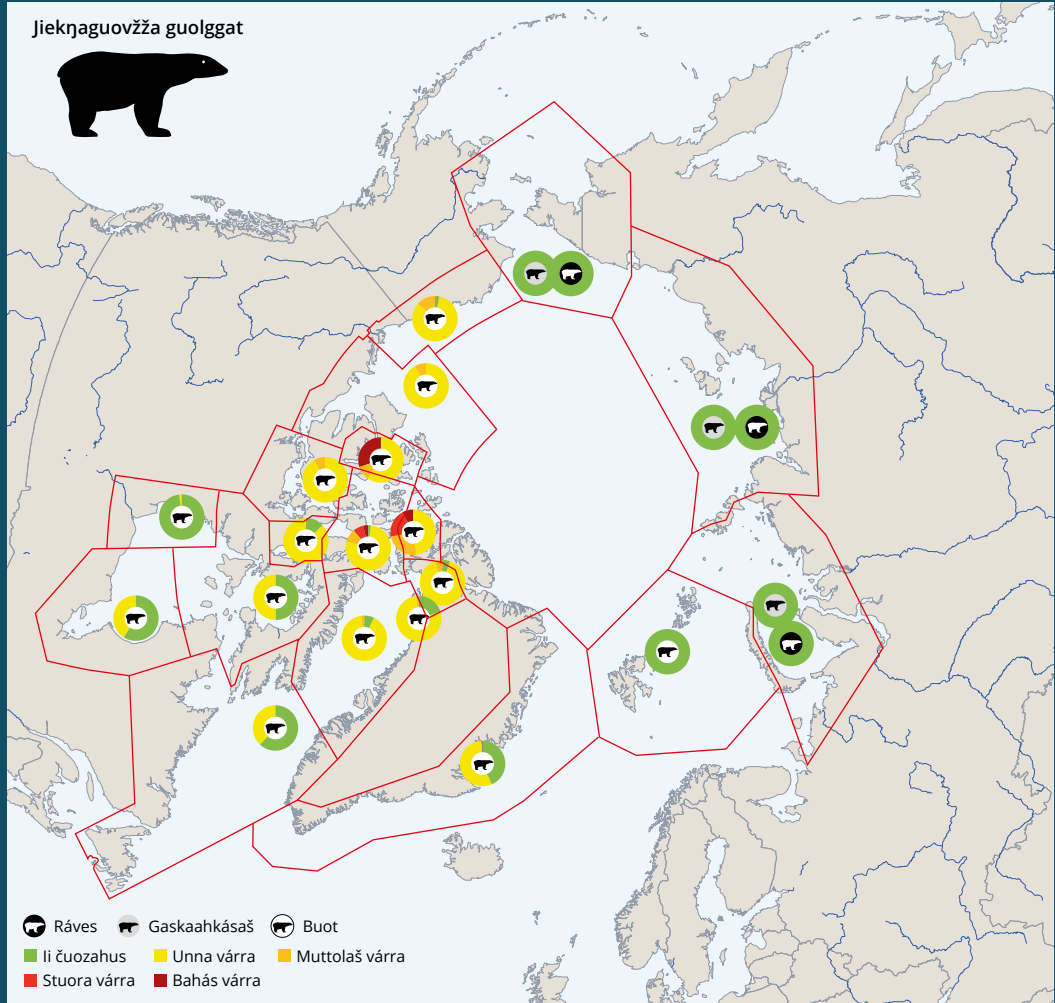 Jiekŋaguovžža guolggat
Ráves Gaskaahkásaš Buot
Ii čuozahus Unna várra Muttolaš várra
Stuora várra Bahás várra